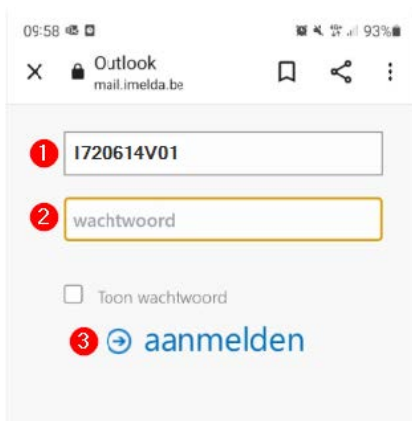 09:58 93%
Outlook
mail.imelda.be
1 I720614V01
2 wachtwoord
Toon wachtwoord
3 aanmelden